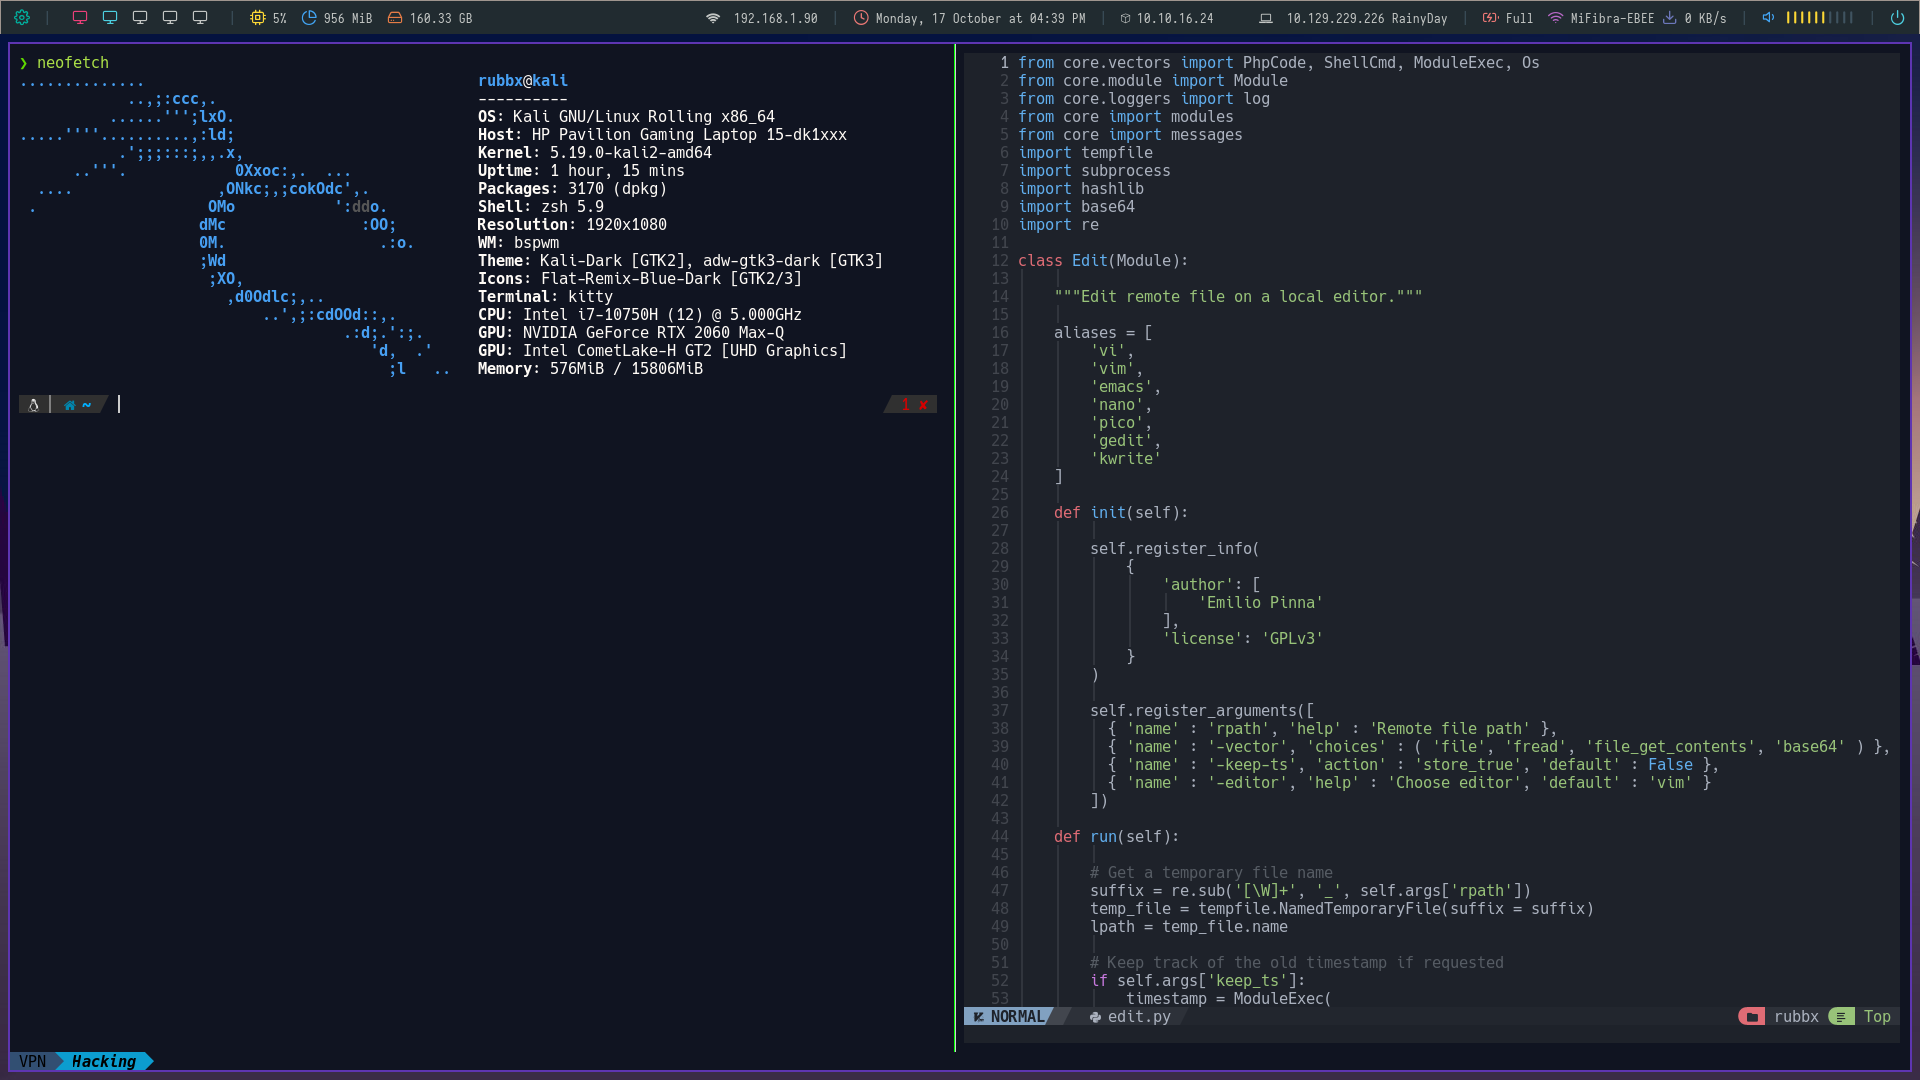 5% 956 MiB 160.33 GB 192.168.1.90 Monday, 17 October at 04:39 PM 10.10.16.24 10.129.229.226 RainyDay Full MiFibra-EBEE 0 KB/s
❯ neofetch
..............
            ..,;:ccc,.
          ......''';lxO.
.....''''..........,:ld;
           .';;;:::;,,.x,
      ..'''.            0Xxoc:,.  ...
  ....                ,ONkc;,;cokOdc',.
 .                   OMo           ':ddo.
                    dMc               :OO;
                    0M.                 .:o.
                    ;Wd
                     ;XO,
                       ,d0Odlc;,..
                           ..',;:cdOOd::,.
                                    .:d;.':;.
                                       'd,  .'
                                         ;l   ..
rubbx@kali
----------
OS: Kali GNU/Linux Rolling x86_64
Host: HP Pavilion Gaming Laptop 15-dk1xxx
Kernel: 5.19.0-kali2-amd64
Uptime: 1 hour, 15 mins
Packages: 3170 (dpkg)
Shell: zsh 5.9
Resolution: 1920x1080
WM: bspwm
Theme: Kali-Dark [GTK2], adw-gtk3-dark [GTK3]
Icons: Flat-Remix-Blue-Dark [GTK2/3]
Terminal: kitty
CPU: Intel i7-10750H (12) @ 5.000GHz
GPU: NVIDIA GeForce RTX 2060 Max-Q
GPU: Intel CometLake-H GT2 [UHD Graphics]
Memory: 576MiB / 15806MiB
~ 1 ✘
1 from core.vectors import PhpCode, ShellCmd, ModuleExec, Os
2 from core.module import Module
3 from core.loggers import log
4 from core import modules
5 from core import messages
6 import tempfile
7 import subprocess
8 import hashlib
9 import base64
10 import re
11
12 class Edit(Module):
13
14     """Edit remote file on a local editor."""
15
16     aliases = [
17         'vi',
18         'vim',
19         'emacs',
20         'nano',
21         'pico',
22         'gedit',
23         'kwrite'
24     ]
25
26     def init(self):
27
28         self.register_info(
29             {
30                 'author': [
31                     'Emilio Pinna'
32                 ],
33                 'license': 'GPLv3'
34             }
35         )
36
37         self.register_arguments([
38           { 'name' : 'rpath', 'help' : 'Remote file path' },
39           { 'name' : '-vector', 'choices' : ( 'file', 'fread', 'file_get_contents', 'base64' ) },
40           { 'name' : '-keep-ts', 'action' : 'store_true', 'default' : False },
41           { 'name' : '-editor', 'help' : 'Choose editor', 'default' : 'vim' }
42         ])
43
44     def run(self):
45
46         # Get a temporary file name
47         suffix = re.sub('[\W]+', '_', self.args['rpath'])
48         temp_file = tempfile.NamedTemporaryFile(suffix = suffix)
49         lpath = temp_file.name
50
51         # Keep track of the old timestamp if requested
52         if self.args['keep_ts']:
53             timestamp = ModuleExec(
NORMAL edit.py rubbx Top
VPN Hacking